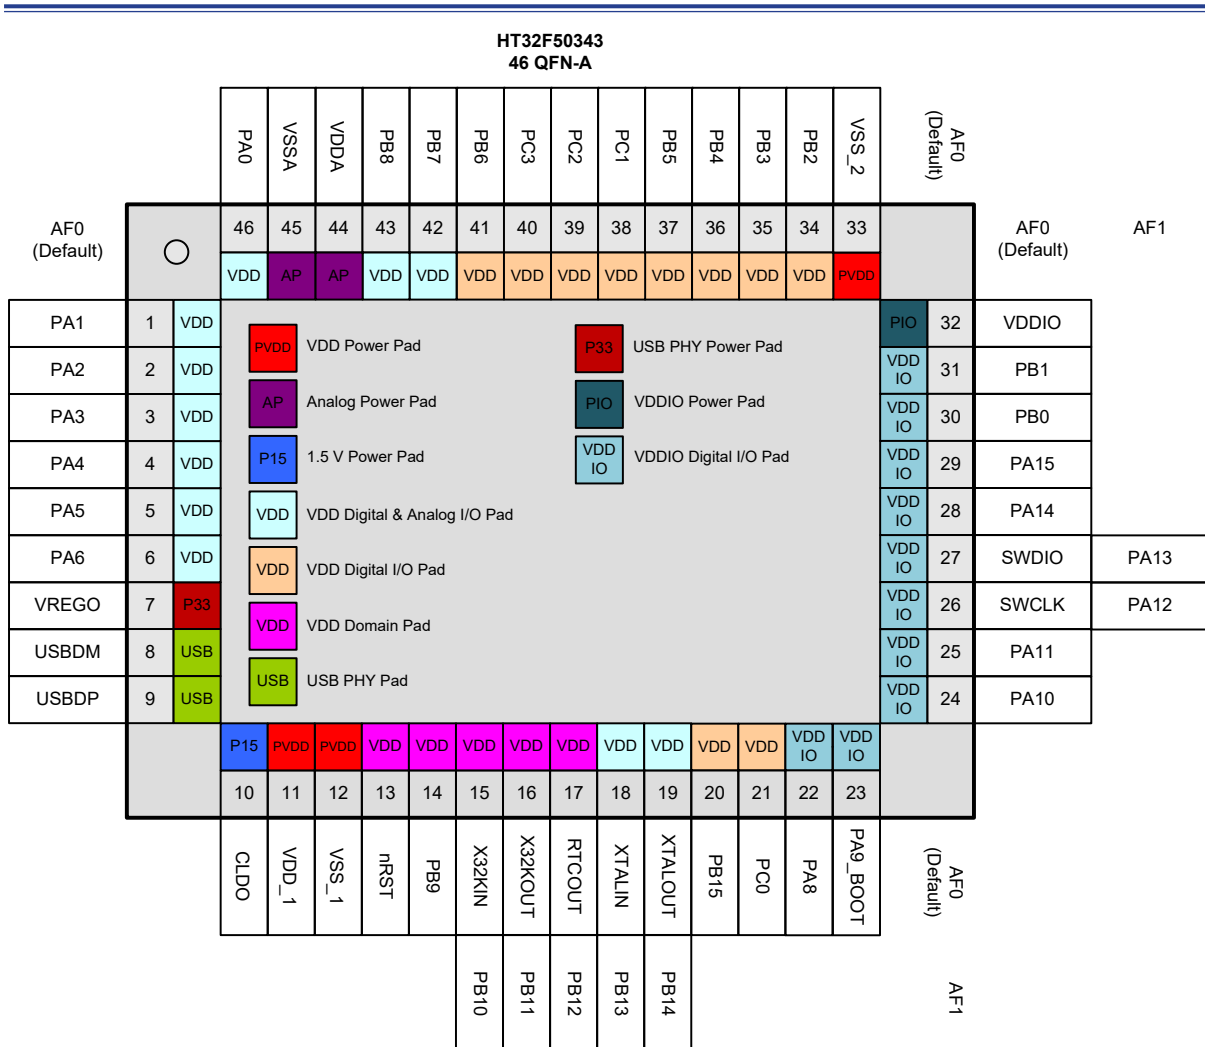 HT32F50343
46 QFN-A
PA0 VSSA VDDA PB8 PB7 PB6 PC3 PC2 PC1 PB5 PB4 PB3 PB2 VSS_2 AF0 (Default)
AF0 (Default) 46 45 44 43 42 41 40 39 38 37 36 35 34 33 AF0 (Default) AF1
VDD AP AP VDD VDD VDD VDD VDD VDD VDD VDD VDD VDD PVDD
PA1 1 VDD PIO 32 VDDIO
PVDD VDD Power Pad P33 USB PHY Power Pad
PA2 2 VDD VDD IO 31 PB1
AP Analog Power Pad PIO VDDIO Power Pad
PA3 3 VDD VDD IO 30 PB0
P15 1.5 V Power Pad VDD IO VDDIO Digital I/O Pad
PA4 4 VDD VDD IO 29 PA15
PA5 5 VDD VDD VDD Digital & Analog I/O Pad VDD IO 28 PA14
PA6 6 VDD VDD VDD Digital I/O Pad VDD IO 27 SWDIO PA13
VREGO 7 P33 VDD IO 26 SWCLK PA12
VDD VDD Domain Pad
USBDM 8 USB VDD IO 25 PA11
USB USB PHY Pad
USBDP 9 USB VDD IO 24 PA10
P15 PVDD PVDD VDD VDD VDD VDD VDD VDD VDD VDD VDD VDD IO VDD IO
10 11 12 13 14 15 16 17 18 19 20 21 22 23
CLDO VDD_1 VSS_1 nRST PB9 X32KIN X32KOUT RTCOUT XTALIN XTALOUT PB15 PC0 PA8 PA9_BOOT AF0 (Default)
PB10 PB11 PB12 PB13 PB14 AF1